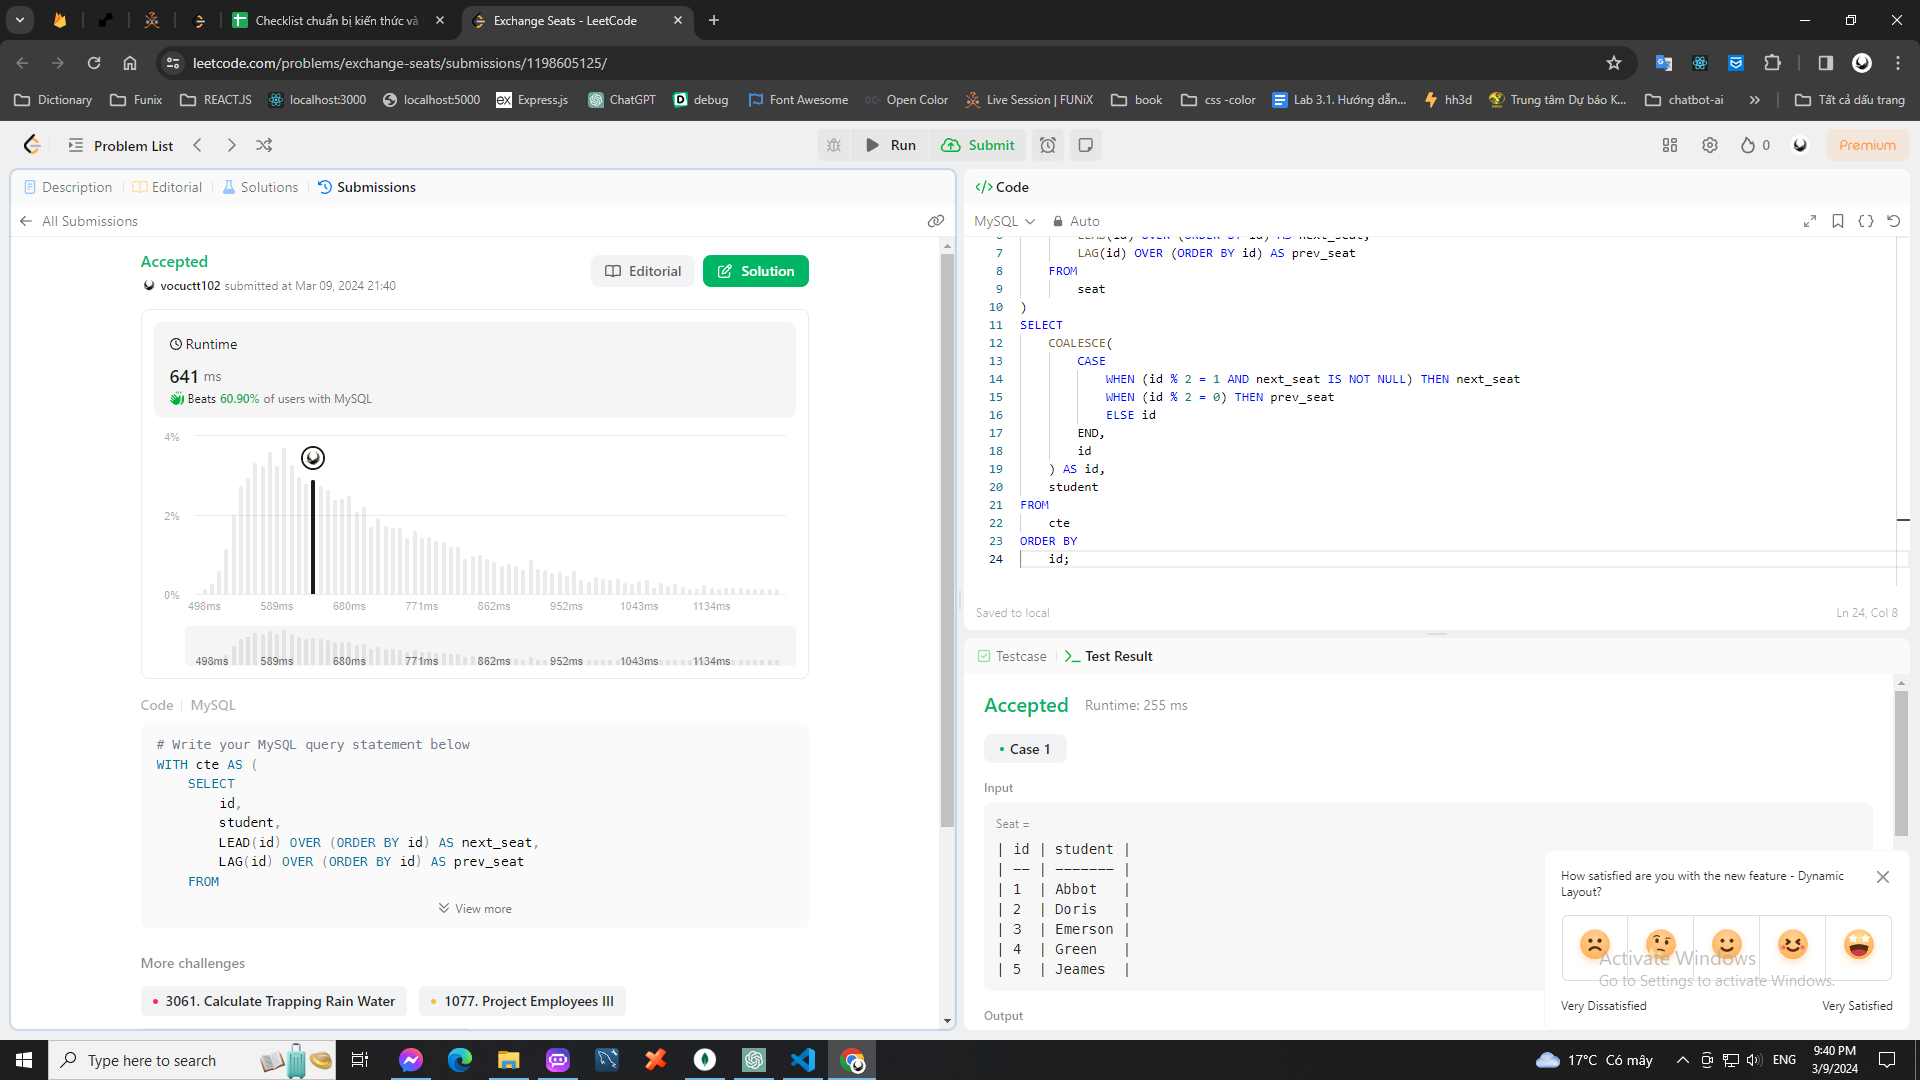 Checklist chuẩn bị kiến thức và
Exchange Seats - LeetCode
leetcode.com/problems/exchange-seats/submissions/1198605125/
Dictionary
Funix
REACT.JS
localhost:3000
localhost:5000
ex Express.js
ChatGPT
debug
Font Awesome
OC Open Color
Live Session | FUNiX
book
css -color
Lab 3.1. Hướng dẫn...
hh3d
Trung tâm Dự báo K...
chatbot-ai
Tất cả dấu trang
Problem List
Run
Submit
0
Premium
Description
Editorial
Solutions
Submissions
All Submissions
Accepted
vocuctt102 submitted at Mar 09, 2024 21:40
Editorial
Solution
Runtime
641 ms
Beats 60.90% of users with MySQL
4%
2%
0%
498ms 589ms 680ms 771ms 862ms 952ms 1043ms 1134ms
498ms 589ms 680ms 771ms 862ms 952ms 1043ms 1134ms
Code | MySQL
# Write your MySQL query statement below
WITH cte AS (
SELECT
id,
student,
LEAD(id) OVER (ORDER BY id) AS next_seat,
LAG(id) OVER (ORDER BY id) AS prev_seat
FROM
View more
More challenges
3061. Calculate Trapping Rain Water
1077. Project Employees III
</> Code
MySQL
Auto
6 LEAD(id) OVER (ORDER BY id) AS next_seat,
7 LAG(id) OVER (ORDER BY id) AS prev_seat
8 FROM
9 seat
10 )
11 SELECT
12 COALESCE(
13 CASE
14 WHEN (id % 2 = 1 AND next_seat IS NOT NULL) THEN next_seat
15 WHEN (id % 2 = 0) THEN prev_seat
16 ELSE id
17 END,
18 id
19 ) AS id,
20 student
21 FROM
22 cte
23 ORDER BY
24 id;
Saved to local
Ln 24, Col 8
Testcase
Test Result
Accepted
Runtime: 255 ms
Case 1
Input
Seat =
| id | student |
| -- | ------- |
| 1 | Abbot |
| 2 | Doris |
| 3 | Emerson |
| 4 | Green |
| 5 | Jeames |
Output
How satisfied are you with the new feature - Dynamic
Layout?
Activate Windows
Go to Settings to activate Windows.
Very Dissatisfied
Very Satisfied
Type here to search
17°C Có mây
ENG
9:40 PM
3/9/2024